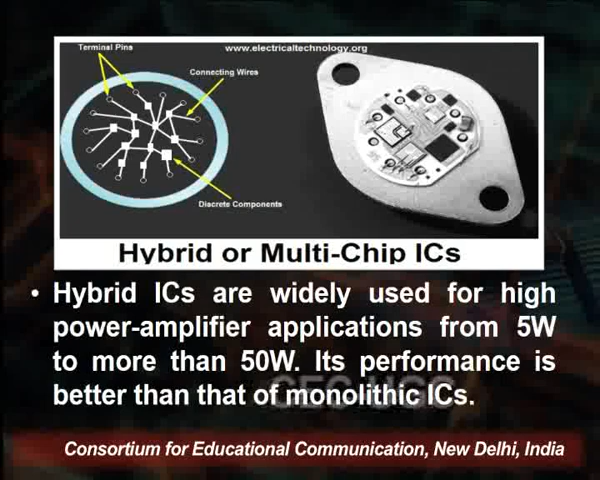 Terminal Pins
www.electricaltechnology.org
Connecting Wires
Discrete Components
Hybrid or Multi-Chip ICs
• Hybrid ICs are widely used for high
power-amplifier applications from 5W
to more than 50W. Its performance is
better than that of monolithic ICs.
CEC-UGC
Consortium for Educational Communication, New Delhi, India